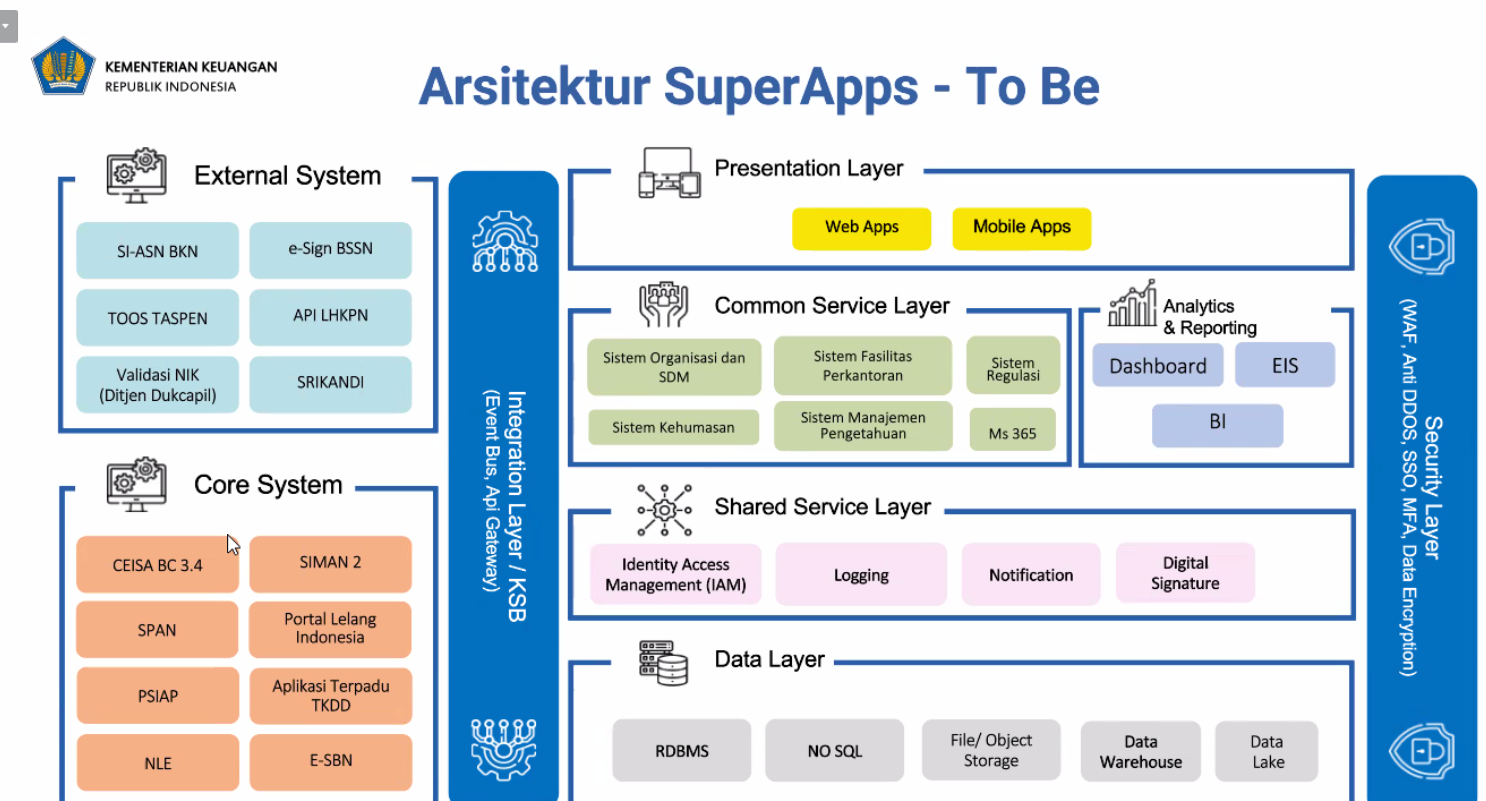 KEMENTERIAN KEUANGAN
REPUBLIK INDONESIA
Arsitektur SuperApps - To Be
External System
SI-ASN BKN
e-Sign BSSN
TOOS TASPEN
API LHKPN
Validasi NIK
(Ditjen Dukcapil)
SRIKANDI
Core System
CEISA BC 3.4
SIMAN 2
SPAN
Portal Lelang
Indonesia
PSIAP
Aplikasi Terpadu
TKDD
NLE
E-SBN
Integration Layer / KSB
(Event Bus, Api Gateway)
Presentation Layer
Web Apps
Mobile Apps
Common Service Layer
Sistem Organisasi dan
SDM
Sistem Fasilitas
Perkantoran
Sistem
Regulasi
Sistem Kehumasan
Sistem Manajemen
Pengetahuan
Ms 365
Analytics
& Reporting
Dashboard
EIS
BI
Shared Service Layer
Identity Access
Management (IAM)
Logging
Notification
Digital
Signature
Data Layer
RDBMS
NO SQL
File/ Object
Storage
Data
Warehouse
Data
Lake
Security Layer
(WAF, Anti DDOS, SSO, MFA, Data Encryption)